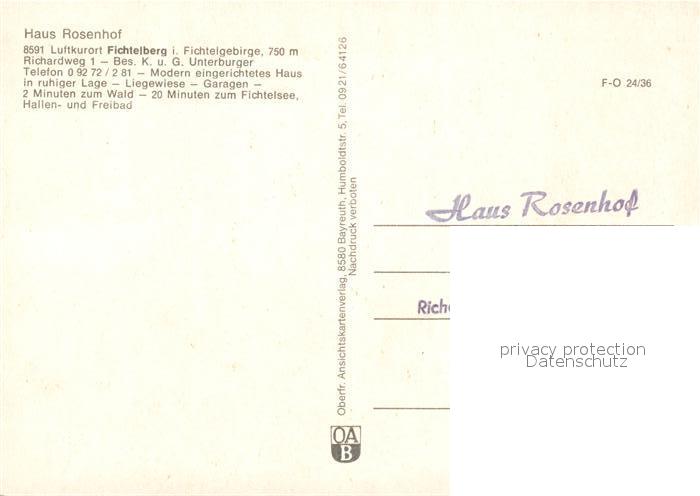 Haus Rosenhof
8591 Luftkurort Fichtelberg i. Fichtelgebirge, 750 m
Richardweg 1 – Bes. K. u. G. Unterburger
Telefon 0 92 72 / 2 81 – Modern eingerichtetes Haus
in ruhiger Lage – Liegewiese – Garagen –
2 Minuten zum Wald – 20 Minuten zum Fichtelsee,
Hallen- und Freibad
Oberfr. Ansichtskartenverlag, 8580 Bayreuth, Humboldtstr. 5, Tel. 0921/64126
Nachdruck verboten
OA
B
F-O 24/36
Haus Rosenhof
Rich
privacy protection
Datenschutz